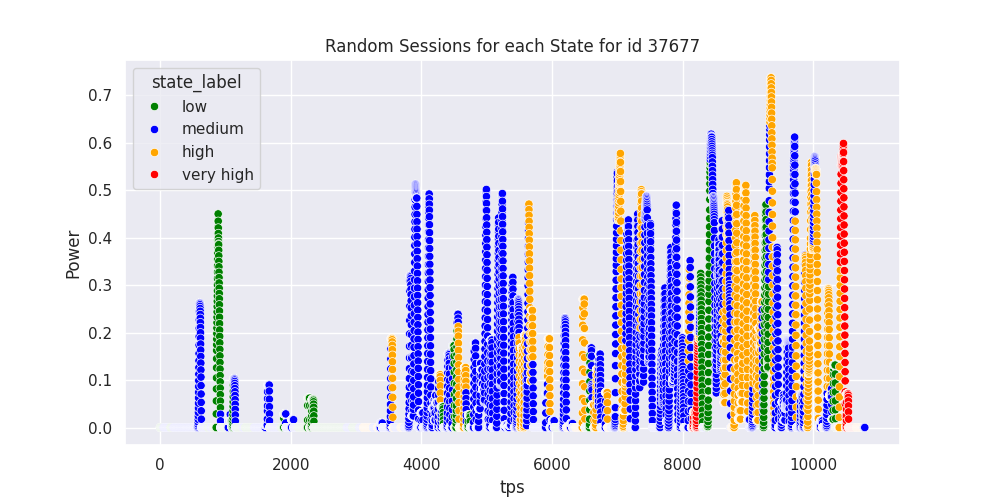 Random Sessions for each State for id 37677
state_label
low
medium
high
very high
Power
0.7
0.6
0.5
0.4
0.3
0.2
0.1
0.0
0 2000 4000 6000 8000 10000
tps